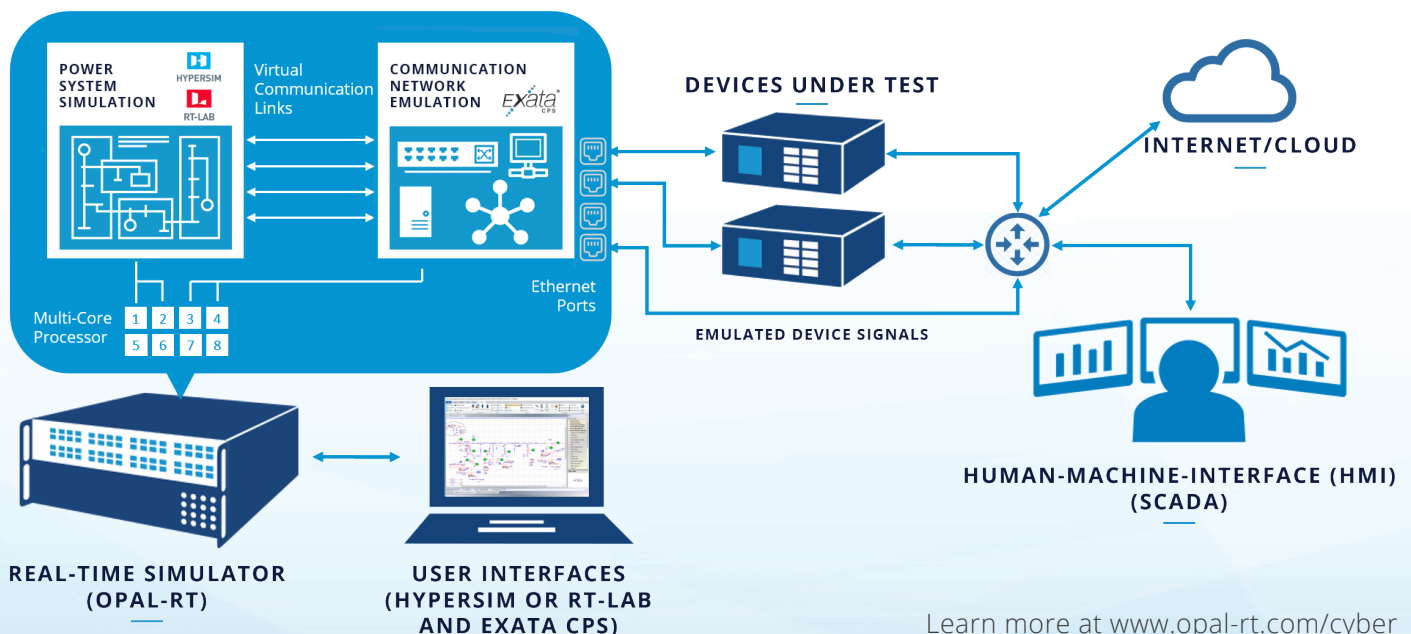 POWER
SYSTEM
SIMULATION
HYPERSIM
RT-LAB
Virtual
Communication
Links
COMMUNICATION
NETWORK
EMULATION
EXata
CPS
Ethernet
Ports
Multi-Core
Processor
1 2 3 4
5 6 7 8
DEVICES UNDER TEST
EMULATED DEVICE SIGNALS
INTERNET/CLOUD
HUMAN-MACHINE-INTERFACE (HMI)
(SCADA)
REAL-TIME SIMULATOR
(OPAL-RT)
USER INTERFACES
(HYPERSIM OR RT-LAB
AND EXATA CPS)
Learn more at www.opal-rt.com/cyber